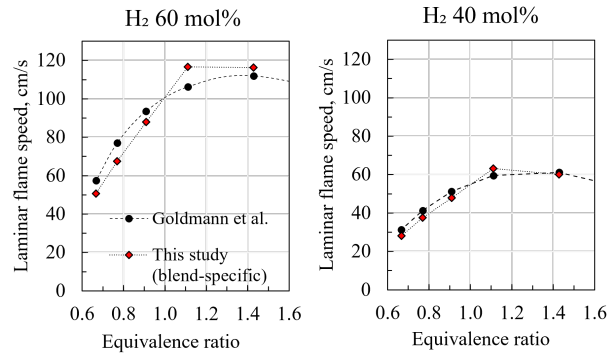 H₂ 60 mol%
Laminar flame speed, cm/s
120
100
80
60
40
20
0
Goldmann et al.
This study
(blend-specific)
0.6 0.8 1.0 1.2 1.4 1.6
Equivalence ratio
H₂ 40 mol%
Laminar flame speed, cm/s
120
100
80
60
40
20
0
0.6 0.8 1.0 1.2 1.4 1.6
Equivalence ratio